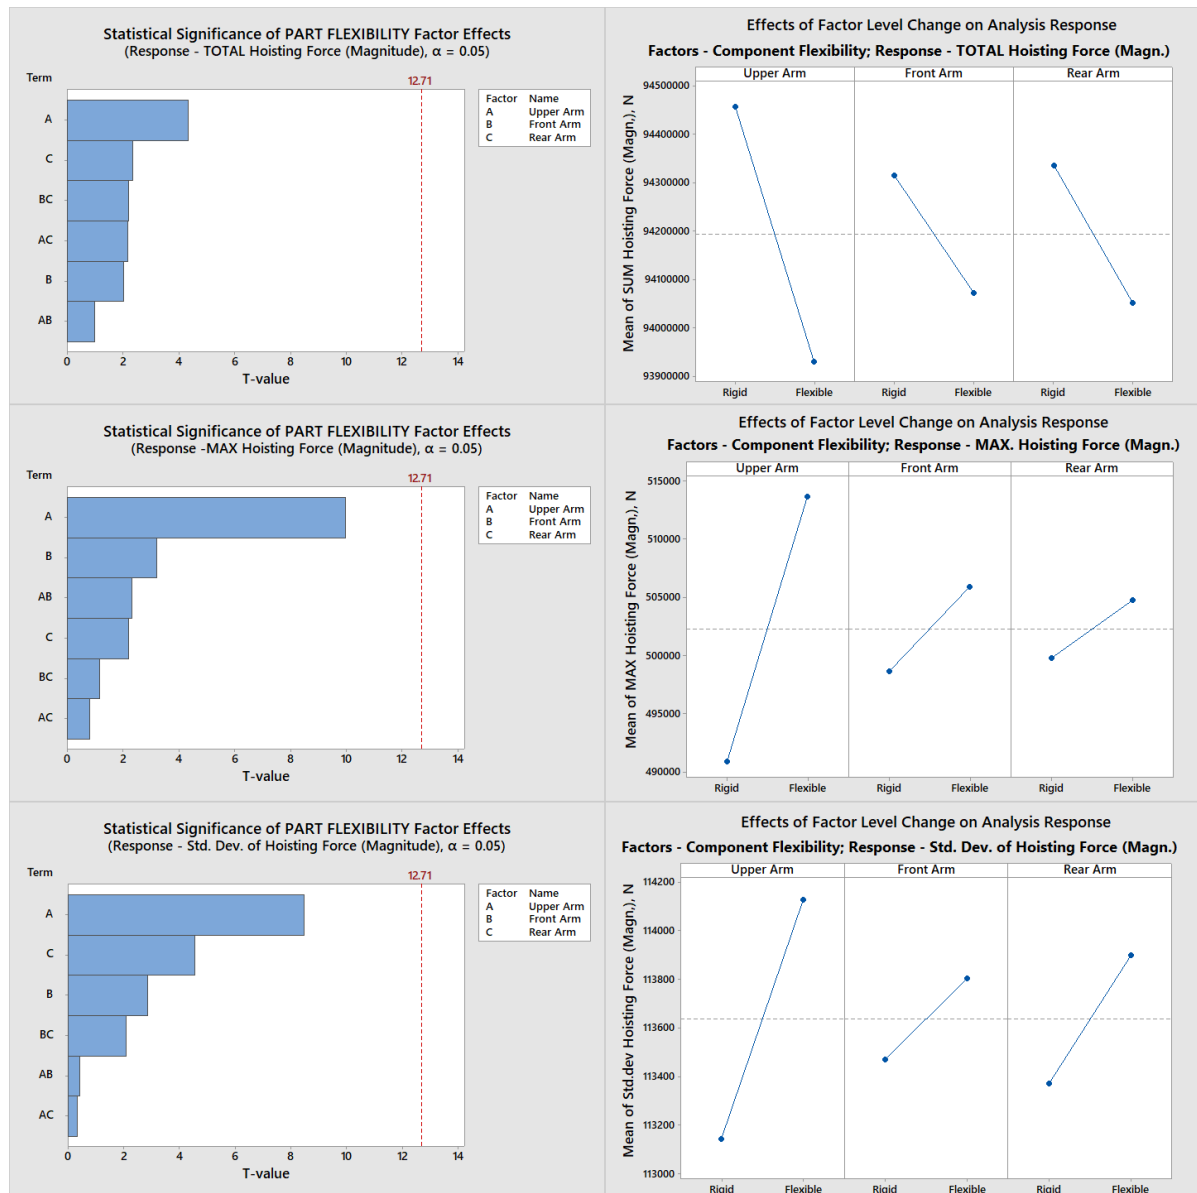 Statistical Significance of PART FLEXIBILITY Factor Effects
(Response - TOTAL Hoisting Force (Magnitude), α = 0.05)
Term
12.71
A
C
BC
AC
B
AB
0 2 4 6 8 10 12 14
T-value
Factor Name
A Upper Arm
B Front Arm
C Rear Arm
Effects of Factor Level Change on Analysis Response
Factors - Component Flexibility; Response - TOTAL Hoisting Force (Magn.)
Upper Arm Front Arm Rear Arm
Mean of SUM Hoisting Force (Magn,), N
94500000
94400000
94300000
94200000
94100000
94000000
93900000
Rigid Flexible Rigid Flexible Rigid Flexible
Statistical Significance of PART FLEXIBILITY Factor Effects
(Response -MAX Hoisting Force (Magnitude), α = 0.05)
Term
12.71
A
B
AB
C
BC
AC
0 2 4 6 8 10 12 14
T-value
Factor Name
A Upper Arm
B Front Arm
C Rear Arm
Effects of Factor Level Change on Analysis Response
Factors - Component Flexibility; Response - MAX. Hoisting Force (Magn.)
Upper Arm Front Arm Rear Arm
Mean of MAX Hoisting Force (Magn,), N
515000
510000
505000
500000
495000
490000
Rigid Flexible Rigid Flexible Rigid Flexible
Statistical Significance of PART FLEXIBILITY Factor Effects
(Response - Std. Dev. of Hoisting Force (Magnitude), α = 0.05)
Term
12.71
A
C
B
BC
AB
AC
0 2 4 6 8 10 12 14
T-value
Factor Name
A Upper Arm
B Front Arm
C Rear Arm
Effects of Factor Level Change on Analysis Response
Factors - Component Flexibility; Response - Std. Dev. of Hoisting Force (Magn.)
Upper Arm Front Arm Rear Arm
Mean of Std.dev Hoisting Force (Magn,), N
114200
114000
113800
113600
113400
113200
113000
Rigid Flexible Rigid Flexible Rigid Flexible